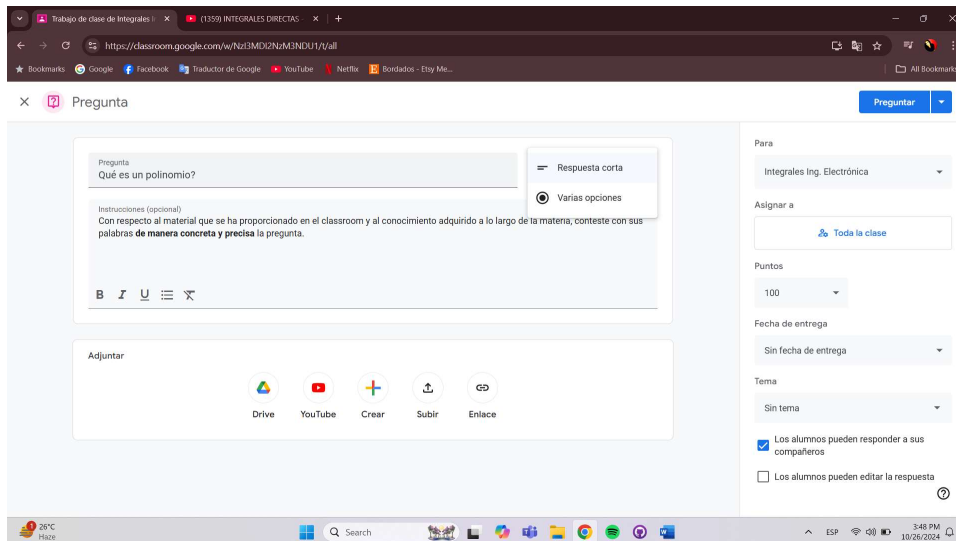 Trabajo de clase de Integrales I
(1359) INTEGRALES DIRECTAS
https://classroom.google.com/w/NzI3MDI2NzM3NDU1/t/all
Bookmarks
Google
Facebook
Traductor de Google
YouTube
Netflix
Bordados - Etsy Me...
All Bookmarks
Pregunta
Preguntar
Pregunta
Qué es un polinomio?
Respuesta corta
Varias opciones
Instrucciones (opcional)
Con respecto al material que se ha proporcionado en el classroom y al conocimiento adquirido a lo largo de la materia, conteste con sus
palabras de manera concreta y precisa la pregunta.
B I U
Adjuntar
Drive
YouTube
Crear
Subir
Enlace
Para
Integrales Ing. Electrónica
Asignar a
Toda la clase
Puntos
100
Fecha de entrega
Sin fecha de entrega
Tema
Sin tema
Los alumnos pueden responder a sus
compañeros
Los alumnos pueden editar la respuesta
1
26°C
Haze
Search
ESP
3:48 PM
10/26/2024